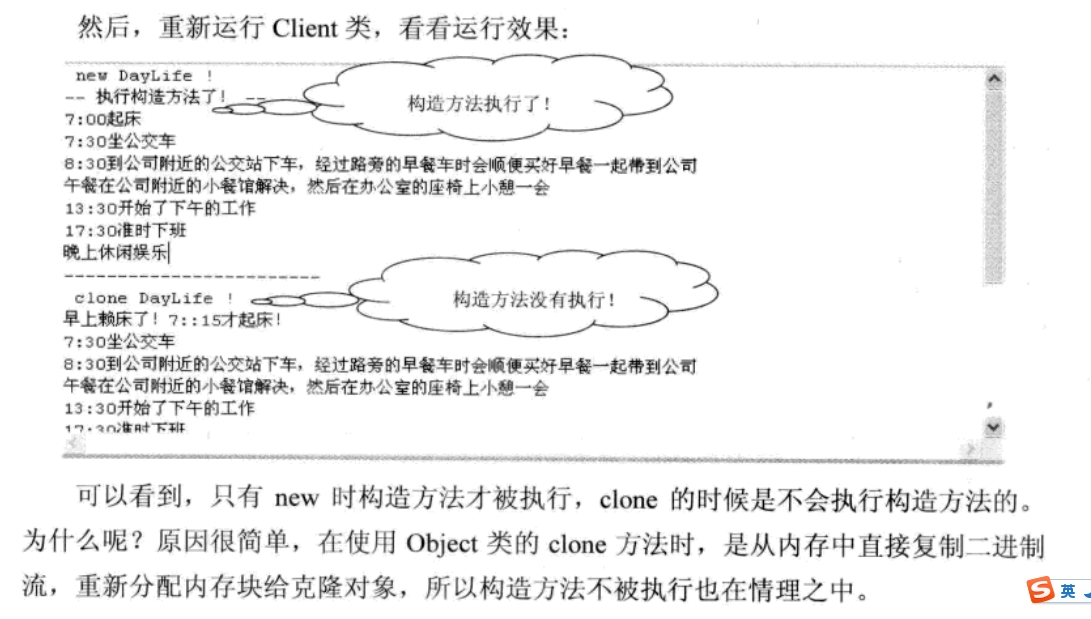 然后，重新运行 Client 类，看看运行效果：
new DayLife !
-- 执行构造方法了! --
构造方法执行了!
7:00起床
7:30坐公交车
8:30到公司附近的公交站下车，经过路旁的早餐车时会顺便买好早餐一起带到公司
午餐在公司附近的小餐馆解决，然后在办公室的座椅上小憩一会
13:30开始了下午的工作
17:30准时下班
晚上休闲娱乐
-----------------------
clone DayLife !
构造方法没有执行!
早上赖床了! 7::15才起床!
7:30坐公交车
8:30到公司附近的公交站下车，经过路旁的早餐车时会顺便买好早餐一起带到公司
午餐在公司附近的小餐馆解决，然后在办公室的座椅上小憩一会
13:30开始了下午的工作
17:30准时下班
可以看到，只有 new 时构造方法才被执行，clone 的时候是不会执行构造方法的。
为什么呢？原因很简单，在使用 Object 类的 clone 方法时，是从内存中直接复制二进制
流，重新分配内存块给克隆对象，所以构造方法不被执行也在情理之中。
英